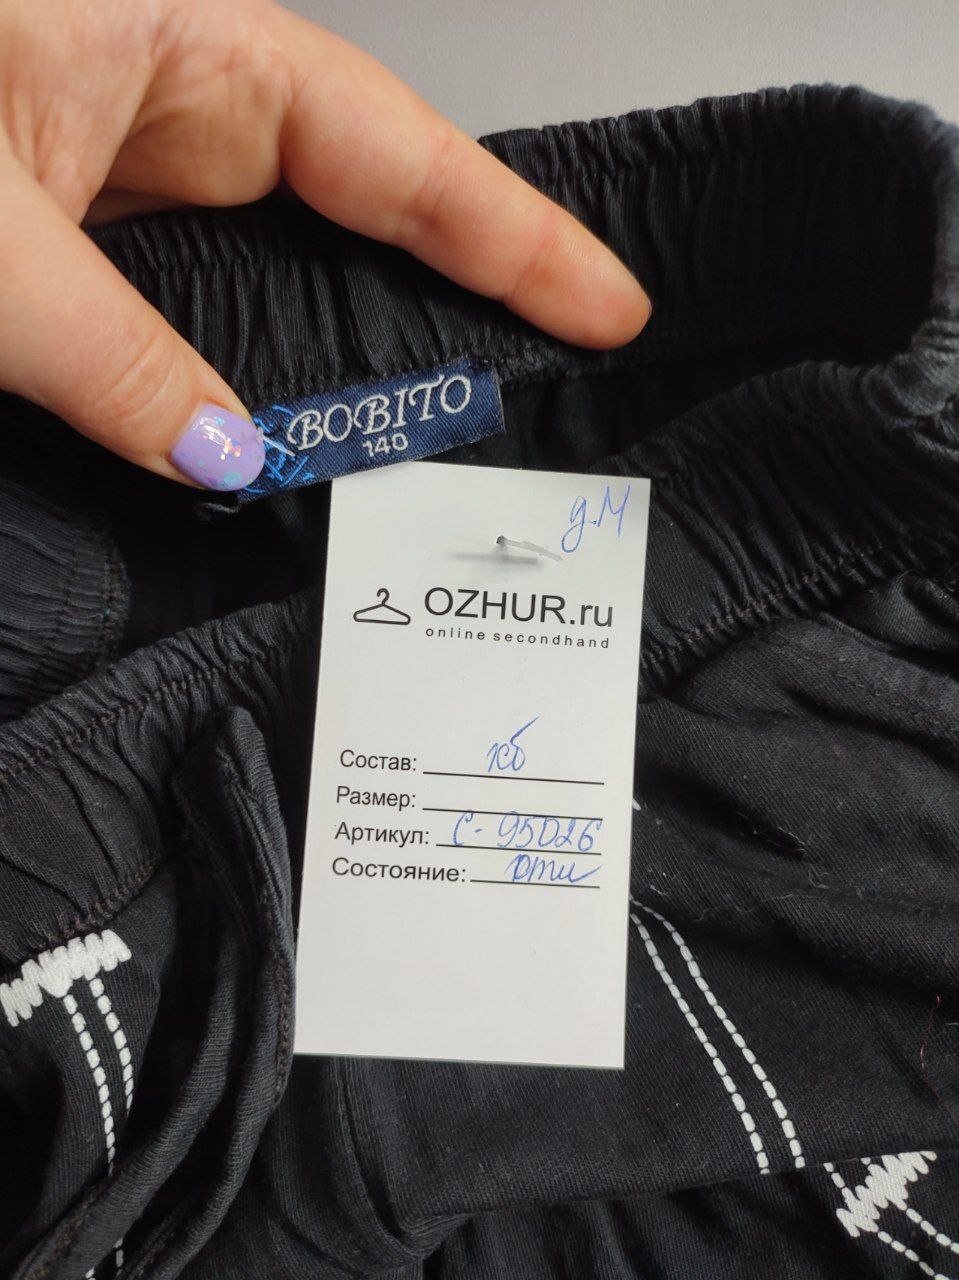 BOBITO
140
д.М
OZHUR.ru
online secondhand
Состав: хб
Размер:
Артикул: С-95026
Состояние: отл